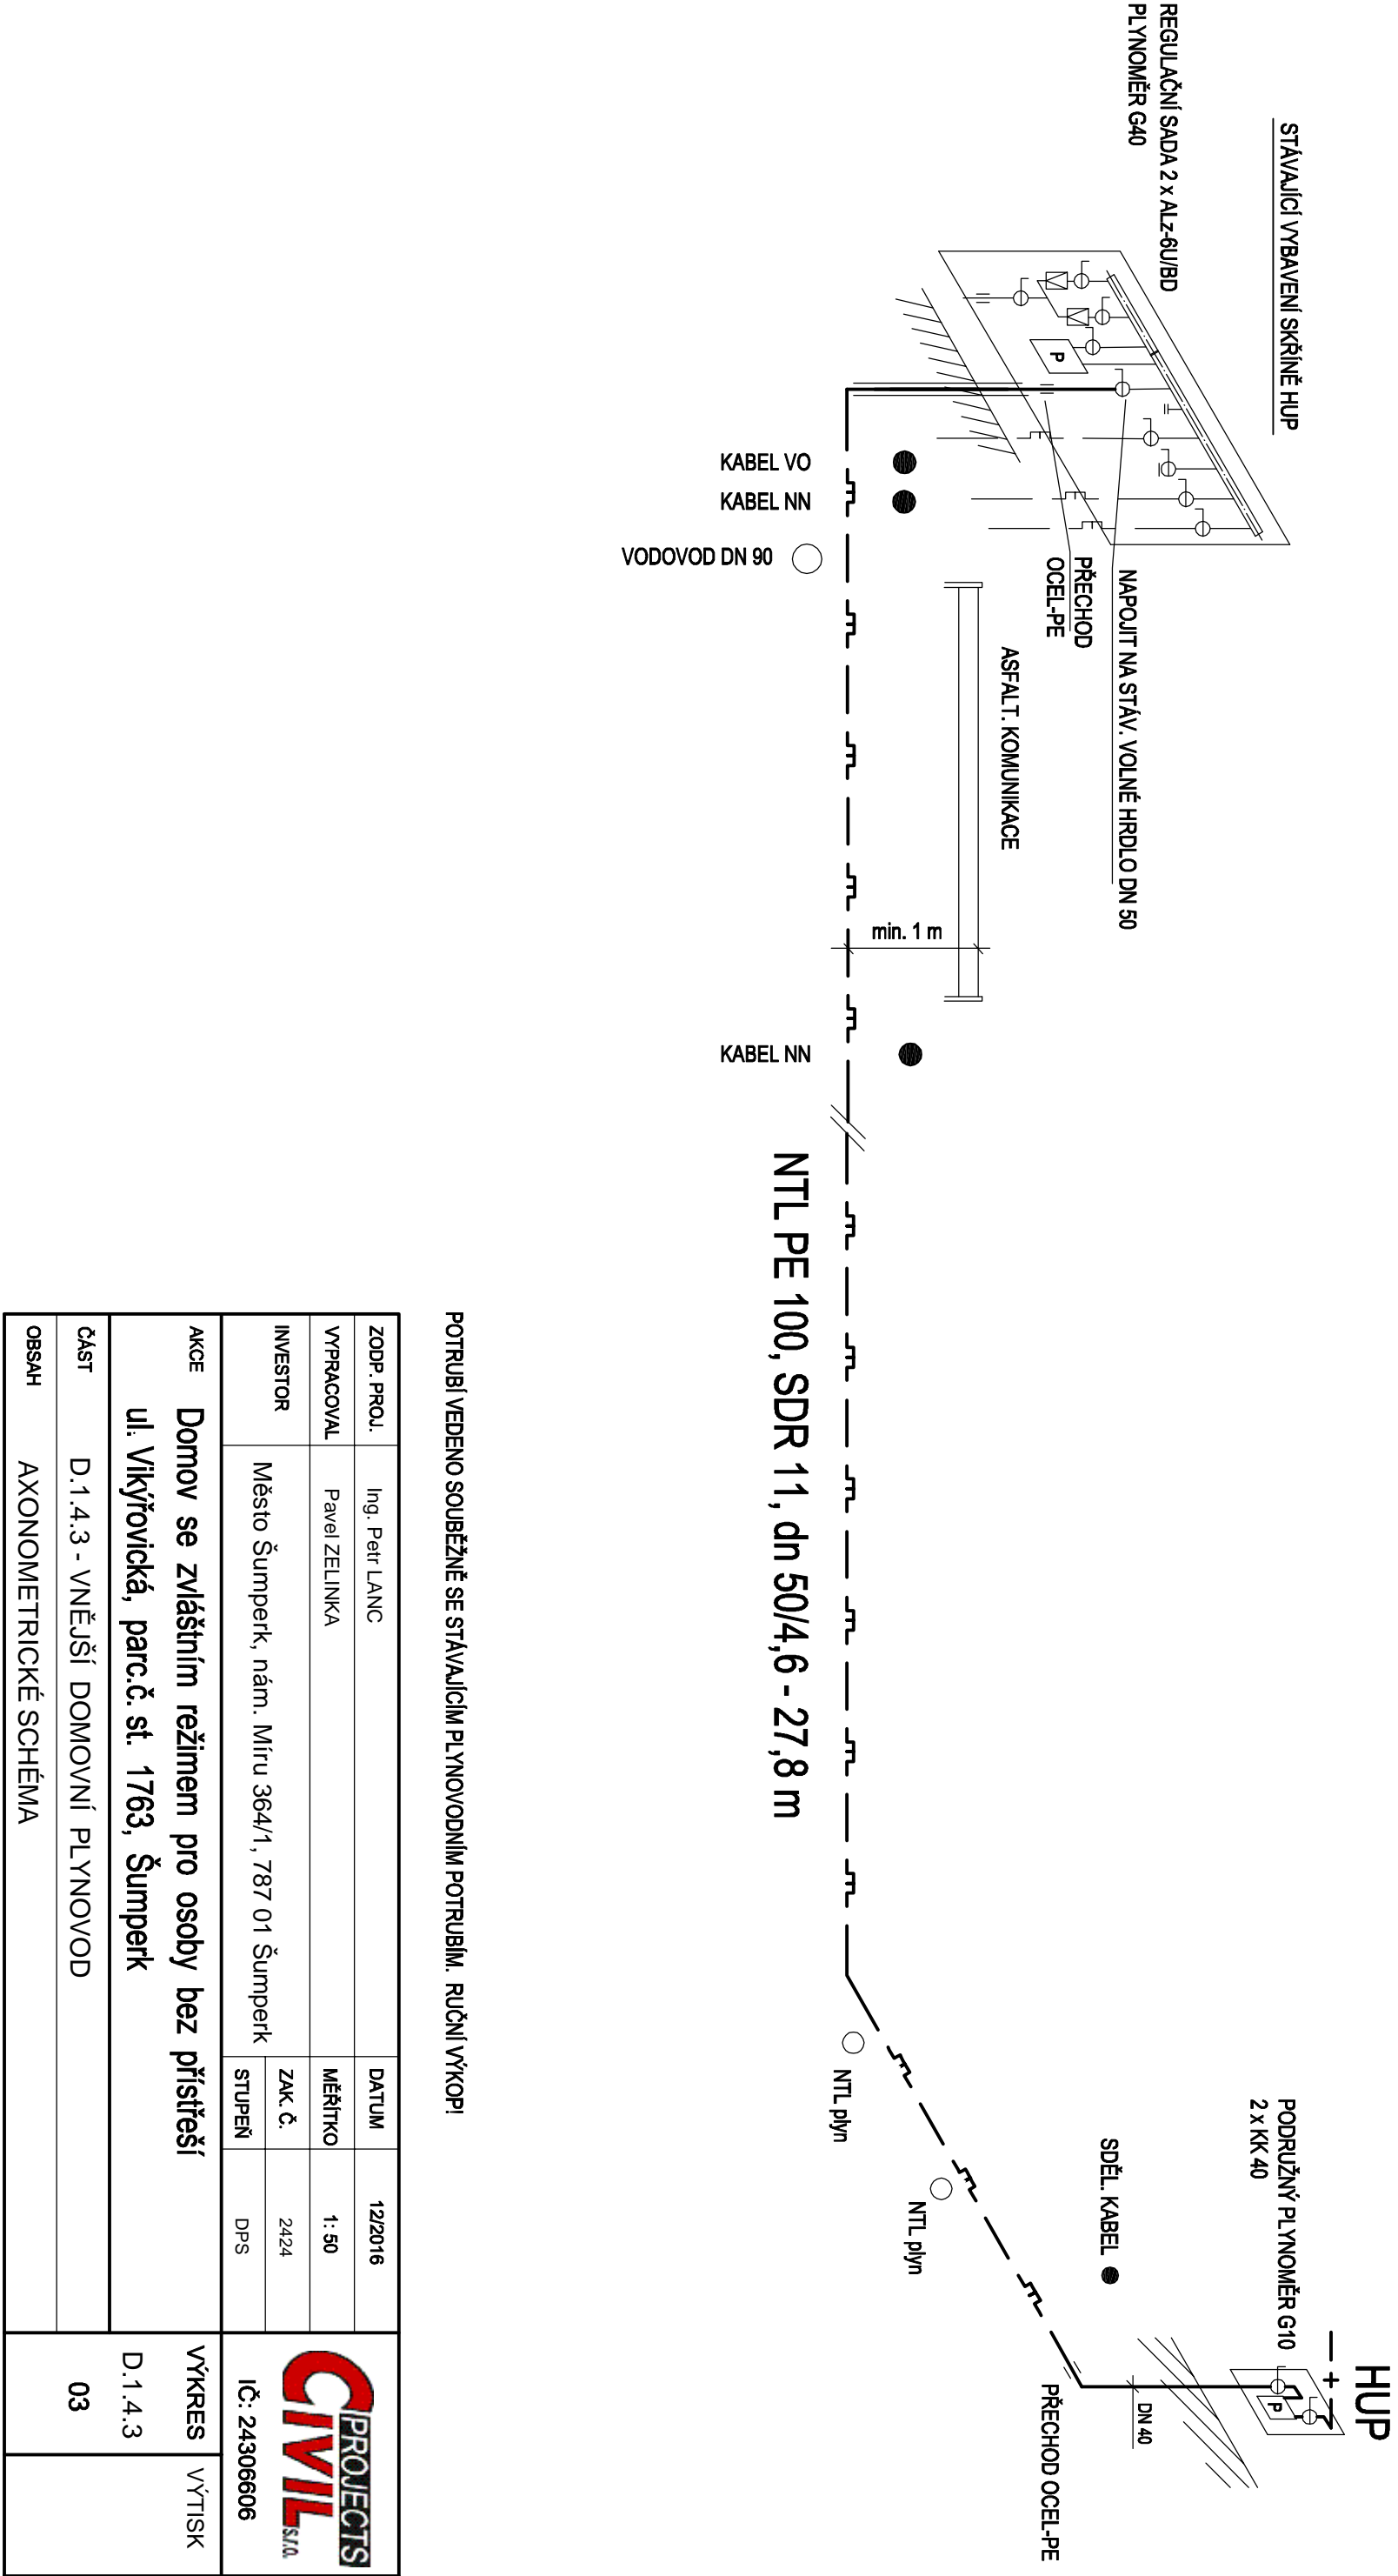 HUP
STÁVAJÍCÍ VYBAVENÍ SKŘÍNĚ HUP
REGULAČNÍ SADA 2 x ALz-6U/BD
PLYNOMĚR G40
P
NAPOJIT NA STÁV. VOLNÉ HRDLO DN 50
PŘECHOD
OCEL-PE
ASFALT. KOMUNIKACE
min. 1 m
KABEL VO
KABEL NN
VODOVOD DN 90
KABEL NN
NTL PE 100, SDR 11, dn 50/4,6 - 27,8 m
NTL plyn
NTL plyn
SDĚL. KABEL
PODRUŽNÝ PLYNOMĚR G10
2 x KK 40
P
DN 40
PŘECHOD OCEL-PE
POTRUBÍ VEDENO SOUBĚŽNĚ SE STÁVAJÍCÍM PLYNOVODNÍM POTRUBÍM. RUČNÍ VÝKOP!
ZODP. PROJ. Ing. Petr LANC DATUM 12/2016
VYPRACOVAL Pavel ZELINKA MĚŘÍTKO 1: 50
INVESTOR Město Šumperk, nám. Míru 364/1, 787 01 Šumperk
ZAK. Č. 2424
STUPEŇ DPS
PROJECTS
CIVIL s.r.o.
IČ: 24306606
AKCE Domov se zvláštním režimem pro osoby bez přístřeší
ul. Vikýřovická, parc.č. st. 1763, Šumperk
VÝKRES VÝTISK
D.1.4.3
ČÁST D.1.4.3 - VNĚJŠÍ DOMOVNÍ PLYNOVOD
03
OBSAH AXONOMETRICKÉ SCHÉMA